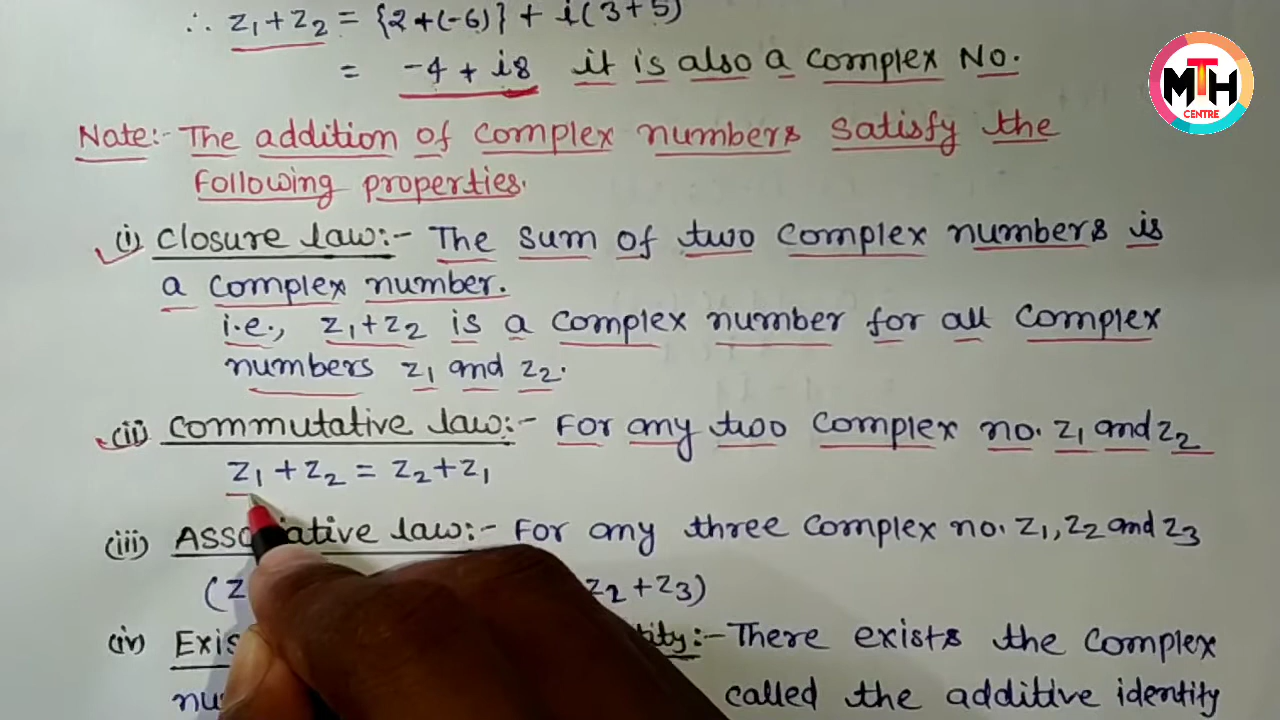 ∴ z₁+z₂ = {2+(-6)} + i(3+5)
= -4 + i8 it is also a complex No.
MTH
CENTRE
Note:- The addition of complex numbers satisfy the
following properties.
(i) Closure law:- The sum of two complex numbers is
a complex number.
i.e., z₁+z₂ is a complex number for all complex
numbers z₁ and z₂.
(ii) Commutative law:- For any two complex no. z₁ and z₂
z₁+z₂ = z₂+z₁
(iii) law:- For any three complex no. z₁, z₂ and z₃
(z z₂+z₃)
(iv) :- There exists the complex
called the additive identity